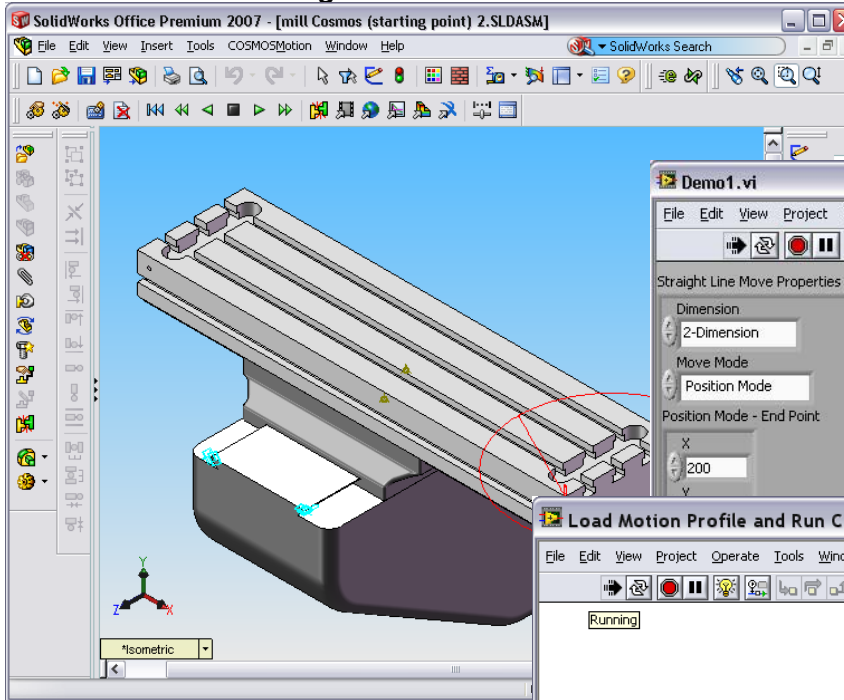 SolidWorks Office Premium 2007 - [mill Cosmos (starting point) 2.SLDASM]
File Edit View Insert Tools COSMOSMotion Window Help
SolidWorks Search
Demo1.vi
File Edit View Project
Straight Line Move Properties
Dimension
2-Dimension
Move Mode
Position Mode
Position Mode - End Point
X
200
Y
Load Motion Profile and Run C
File Edit View Project Operate Tools Wind
Running
Y
Z
X
*Isometric